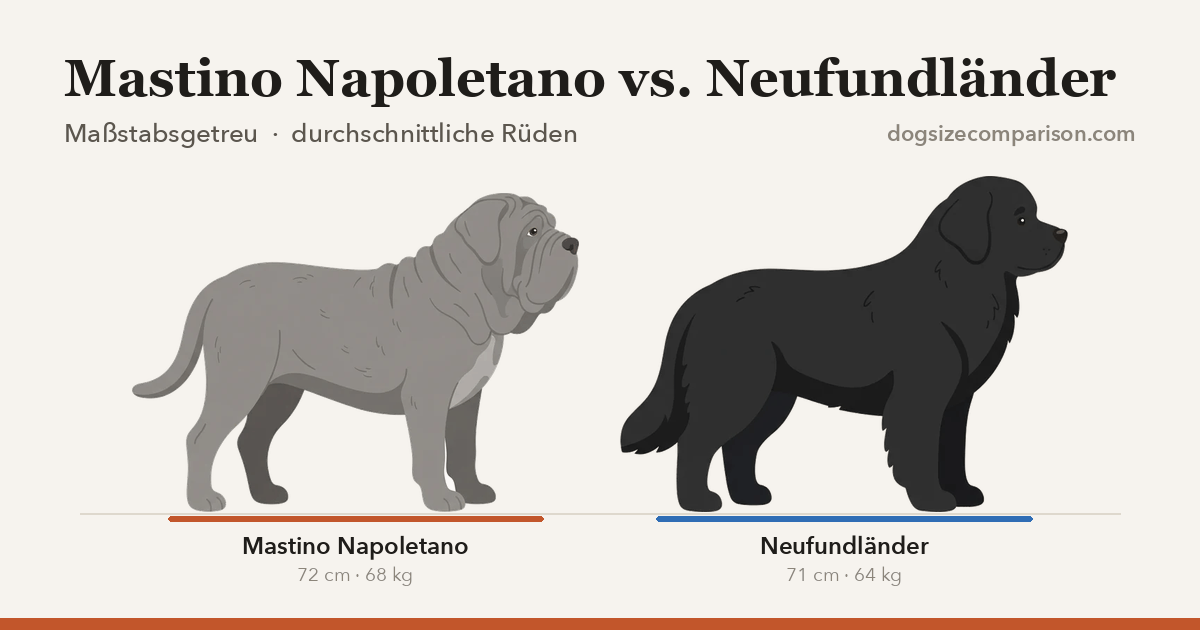 Mastino Napoletano vs. Neufundländer
Maßstabsgetreu · durchschnittliche Rüden
dogsizecomparison.com
Mastino Napoletano
72 cm · 68 kg
Neufundländer
71 cm · 64 kg